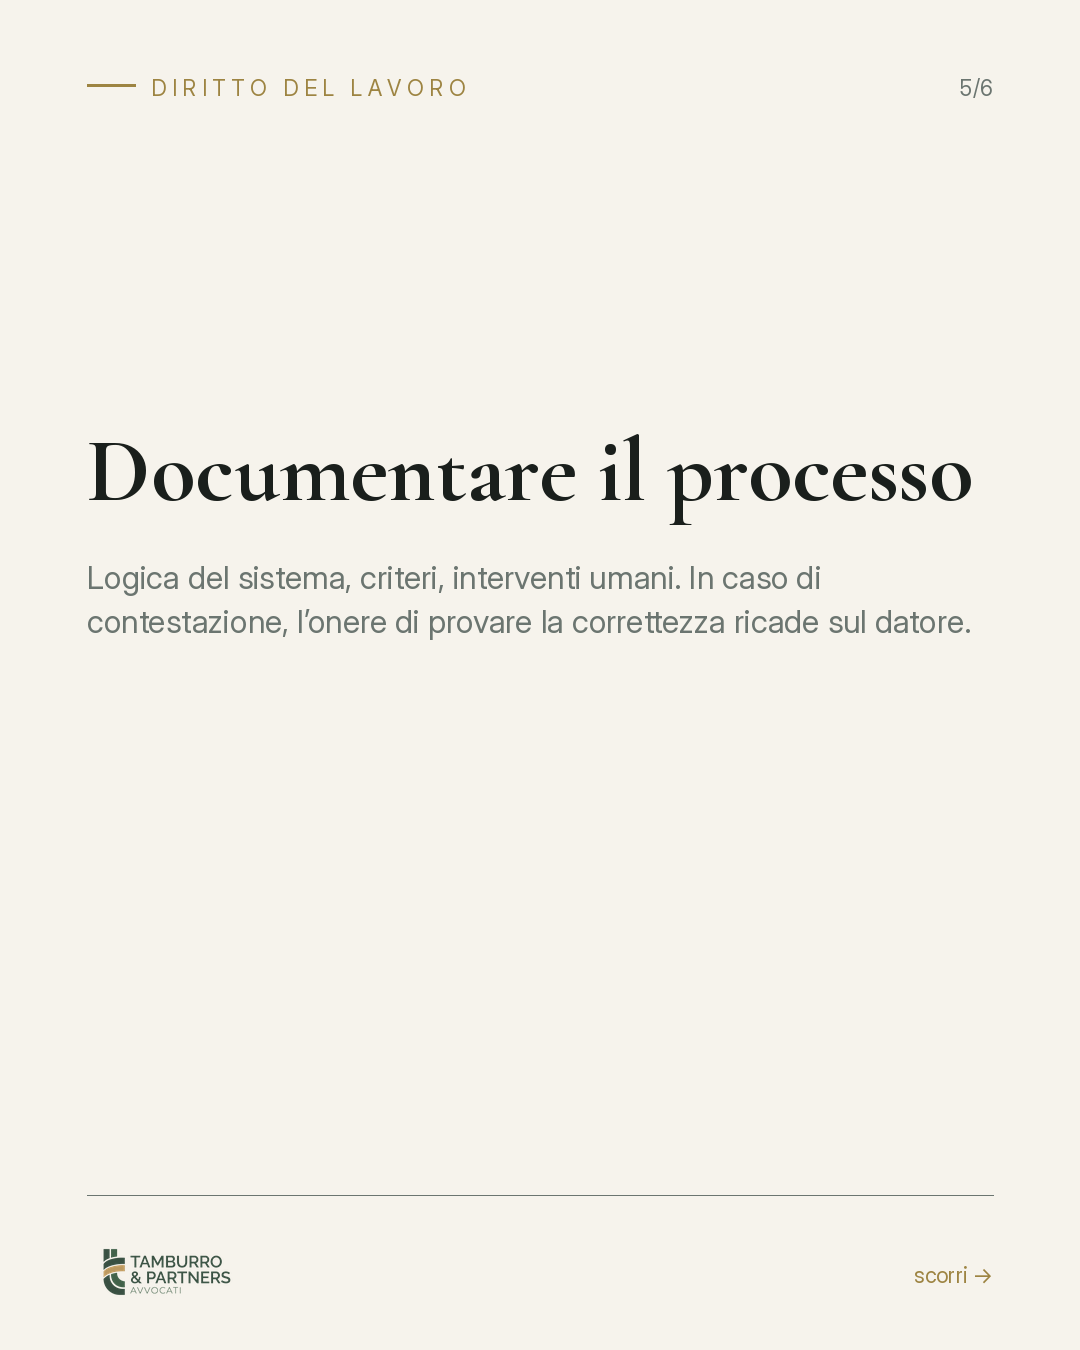 DIRITTO DEL LAVORO
5/6
Documentare il processo
Logica del sistema, criteri, interventi umani. In caso di
contestazione, l’onere di provare la correttezza ricade sul datore.
TAMBURRO
& PARTNERS
AVVOCATI
scorri →